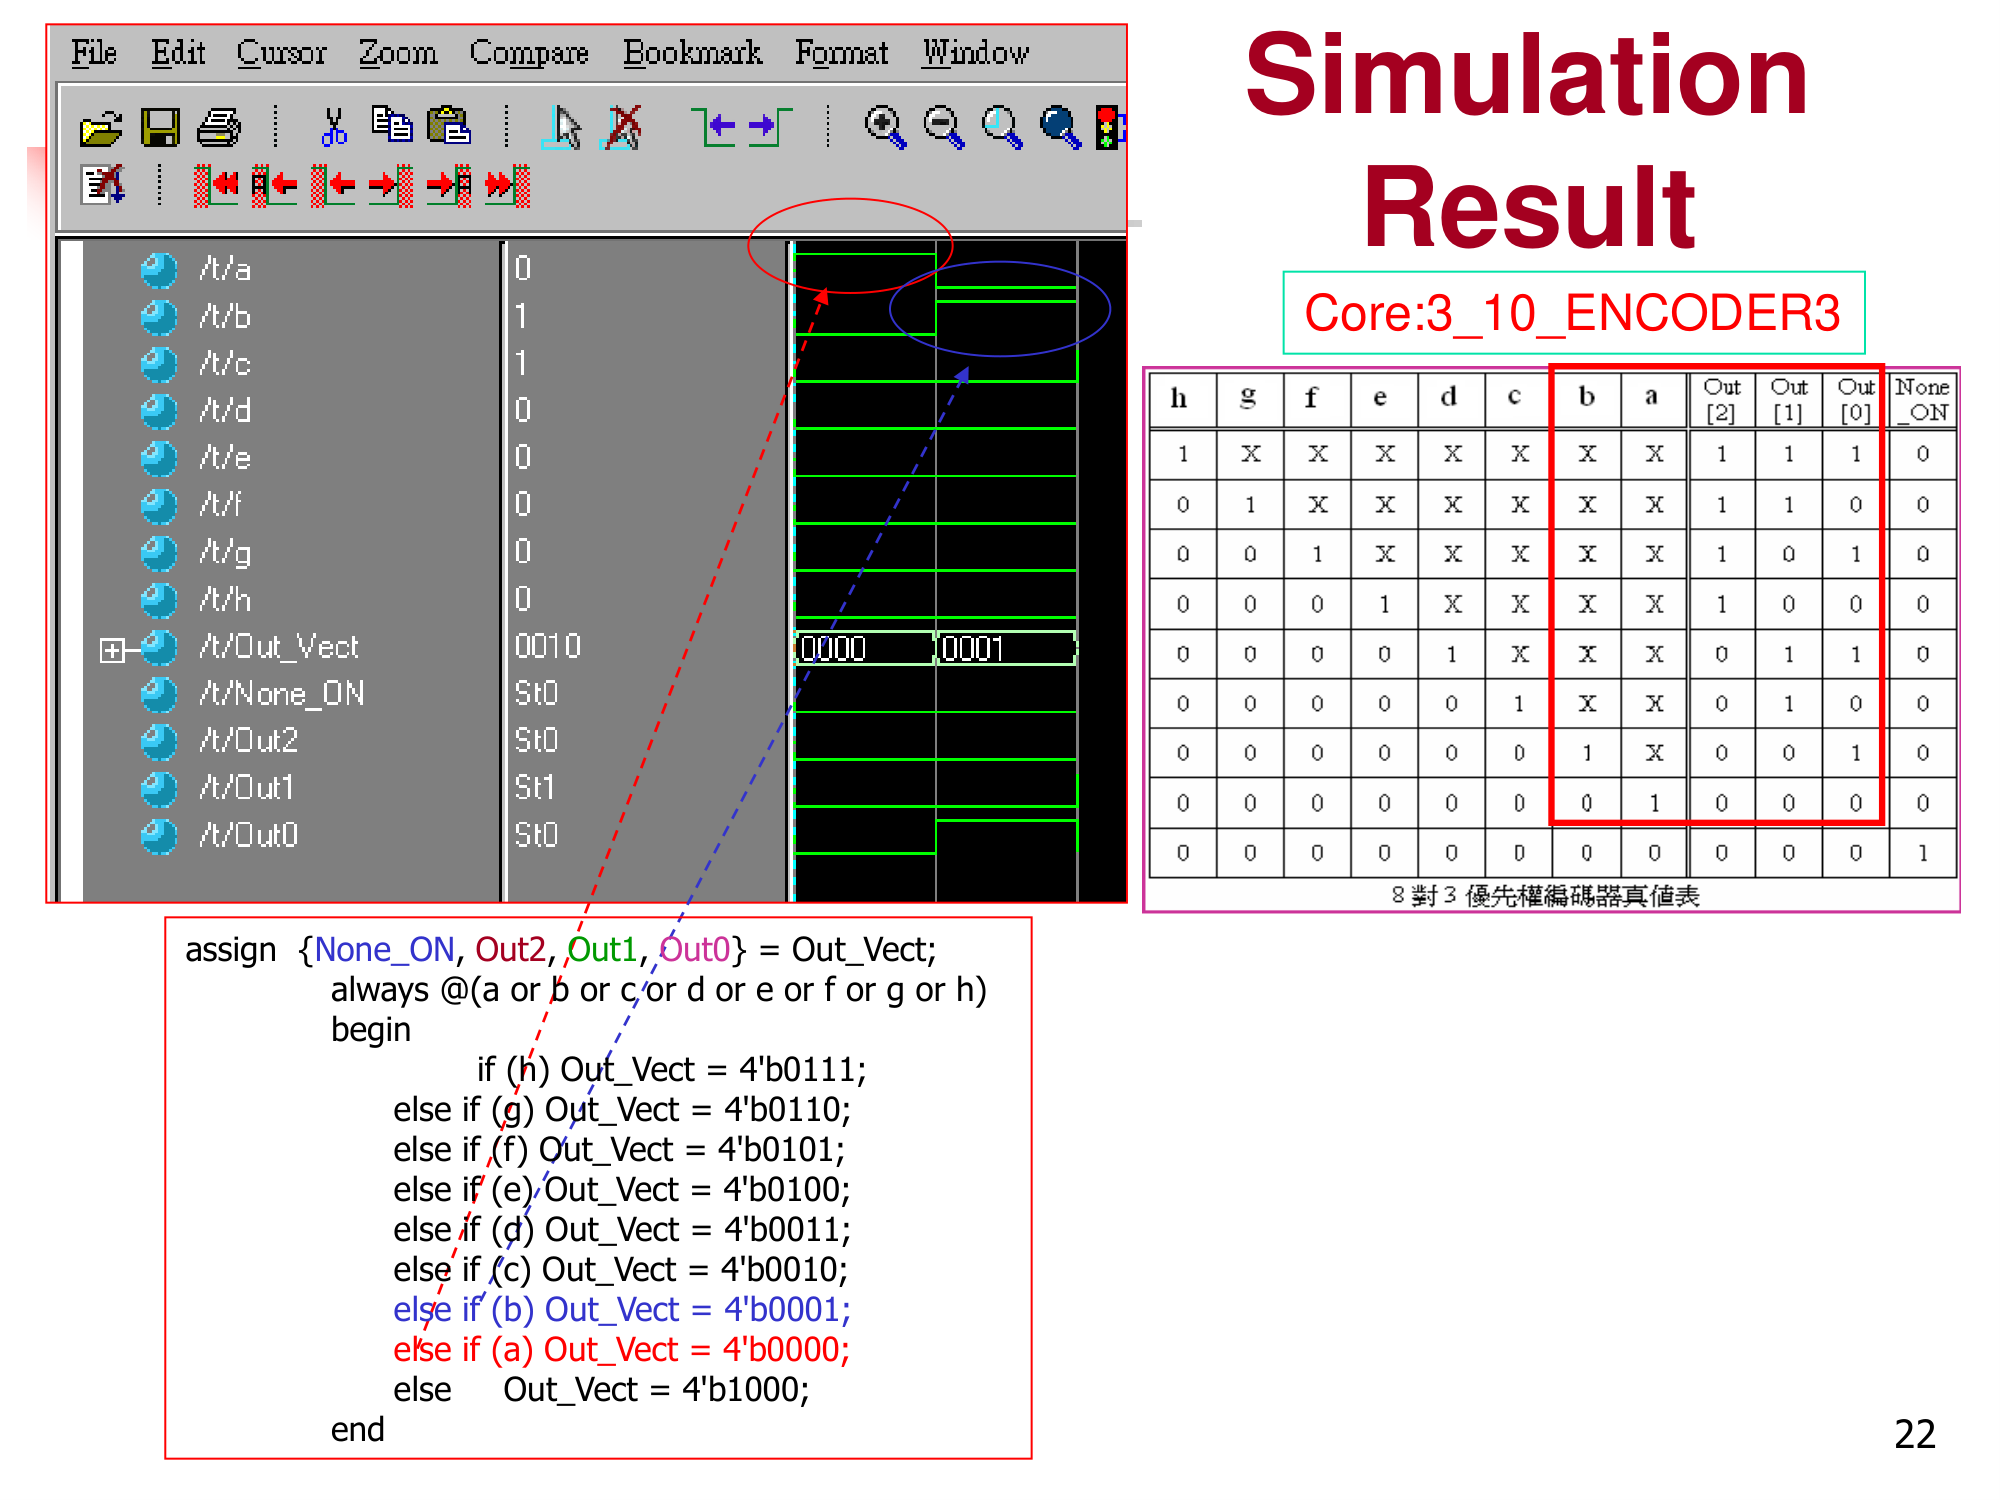 Simulation
Result
Core:3_10_ENCODER3
File Edit Cursor Zoom Compare Bookmark Format Window
/t/a 0
/t/b 1
/t/c 1
/t/d 0
/t/e 0
/t/f 0
/t/g 0
/t/h 0
/t/Out_Vect 0010 0000 0001
/t/None_ON St0
/t/Out2 St0
/t/Out1 St1
/t/Out0 St0
h g f e d c b a Out [2] Out [1] Out [0] None _ON
1 X X X X X X X 1 1 1 0
0 1 X X X X X X 1 1 0 0
0 0 1 X X X X X 1 0 1 0
0 0 0 1 X X X X 1 0 0 0
0 0 0 0 1 X X X 0 1 1 0
0 0 0 0 0 1 X X 0 1 0 0
0 0 0 0 0 0 1 X 0 0 1 0
0 0 0 0 0 0 0 1 0 0 0 0
0 0 0 0 0 0 0 0 0 0 0 1
8對3優先權編碼器真值表
assign {None_ON, Out2, Out1, Out0} = Out_Vect;
always @(a or b or c or d or e or f or g or h)
begin
if (h) Out_Vect = 4'b0111;
else if (g) Out_Vect = 4'b0110;
else if (f) Out_Vect = 4'b0101;
else if (e) Out_Vect = 4'b0100;
else if (d) Out_Vect = 4'b0011;
else if (c) Out_Vect = 4'b0010;
else if (b) Out_Vect = 4'b0001;
else if (a) Out_Vect = 4'b0000;
else Out_Vect = 4'b1000;
end
22